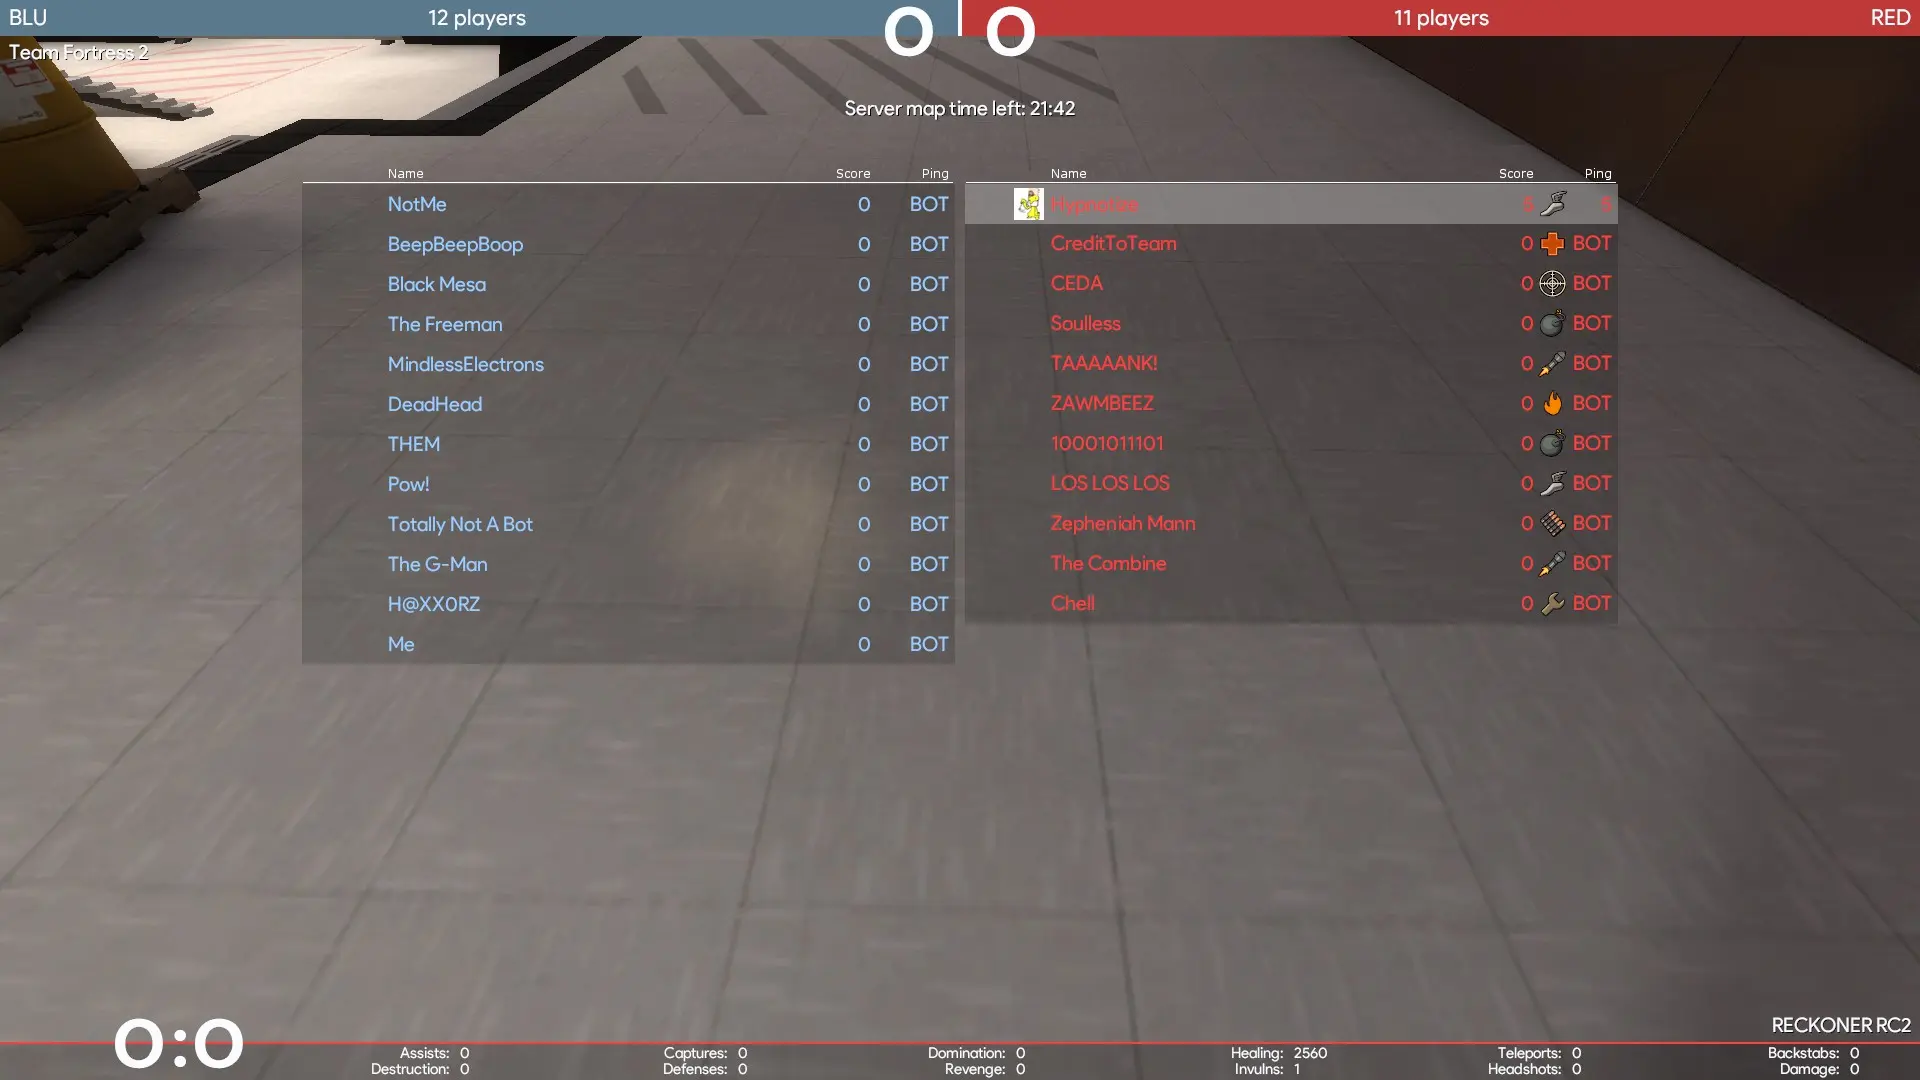 BLU 12 players 0 0 11 players RED
Team Fortress 2
Server map time left: 21:42
Name Score Ping
NotMe 0 BOT
BeepBeepBoop 0 BOT
Black Mesa 0 BOT
The Freeman 0 BOT
MindlessElectrons 0 BOT
DeadHead 0 BOT
THEM 0 BOT
Pow! 0 BOT
Totally Not A Bot 0 BOT
The G-Man 0 BOT
H@XX0RZ 0 BOT
Me 0 BOT
Name Score Ping
5 5
CreditToTeam 0 BOT
CEDA 0 BOT
Soulless 0 BOT
TAAAAANK! 0 BOT
ZAWMBEEZ 0 BOT
10001011101 0 BOT
LOS LOS LOS 0 BOT
Zepheniah Mann 0 BOT
The Combine 0 BOT
Chell 0 BOT
RECKONER RC2
0:0
Assists: 0 Captures: 0 Domination: 0 Healing: 2560 Teleports: 0 Backstabs: 0
Destruction: 0 Defenses: 0 Revenge: 0 Invulns: 1 Headshots: 0 Damage: 0